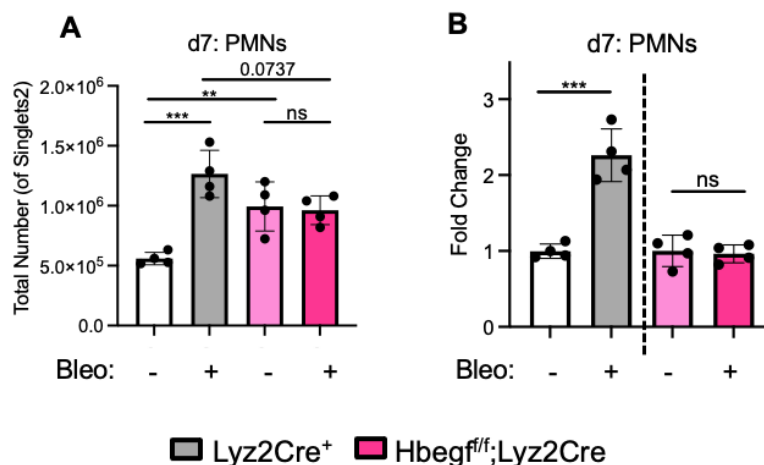 A
d7: PMNs
Total Number (of Singlets2)
2.0×10⁶
1.5×10⁶
1.0×10⁶
5.0×10⁵
0.0
0.0737
**
***
ns
Bleo: - + - +
B
d7: PMNs
Fold Change
3
2
1
0
***
ns
Bleo: - + - +
Lyz2Cre⁺ Hbegf^f/f;Lyz2Cre